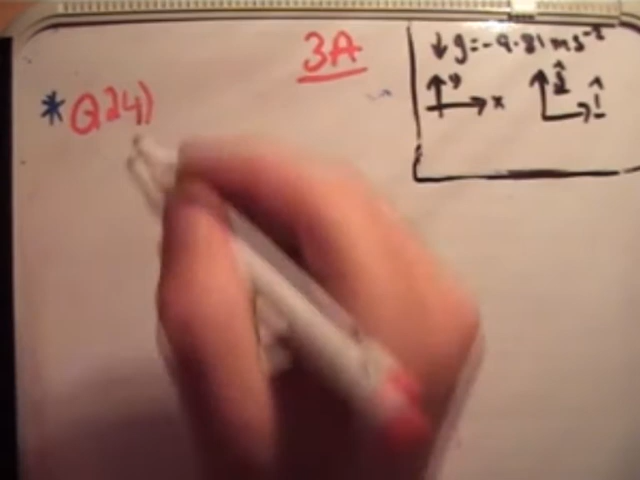 3A
* Q24)
↓g=-9.81ms⁻²
y
x
ĵ
î